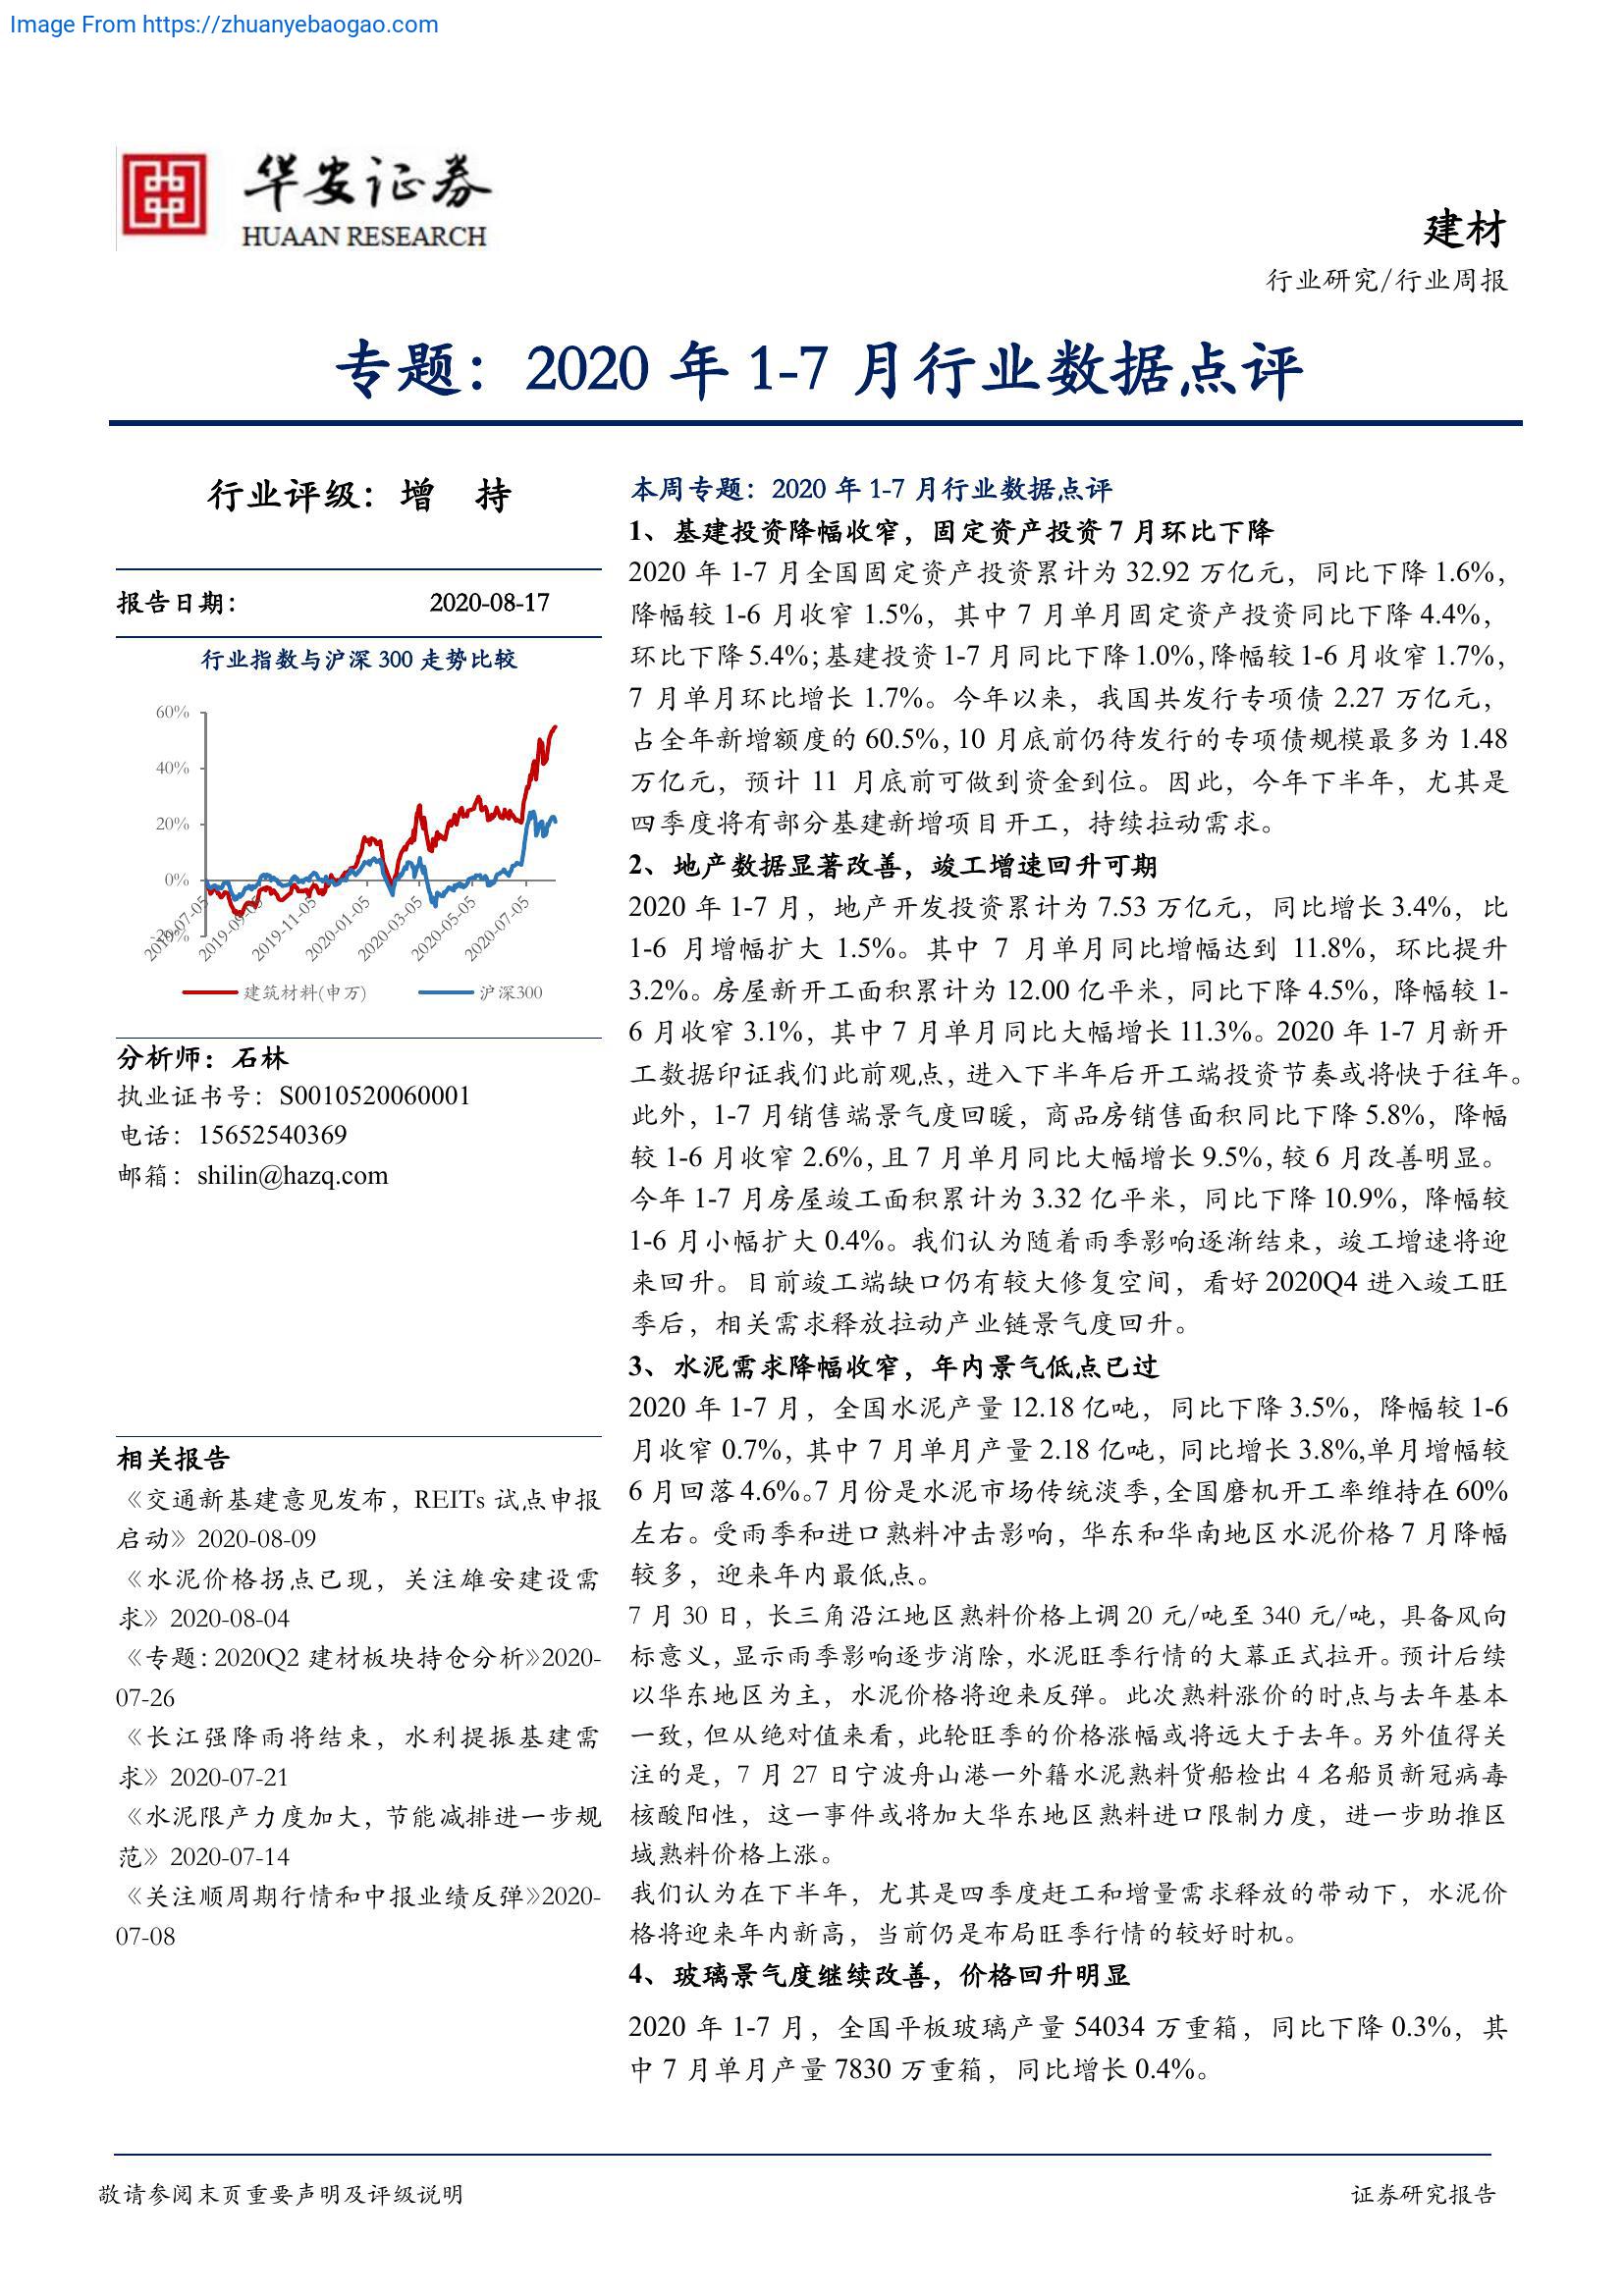 Image From https://zhuanyebaogao.com
华安证券
HUAAN RESEARCH
建材
行业研究/行业周报
专题：2020 年 1-7 月行业数据点评
行业评级：增 持
报告日期： 2020-08-17
行业指数与沪深 300 走势比较
60%
40%
20%
0%
-20%
2019-07-05
2019-09-05
2019-11-05
2020-01-05
2020-03-05
2020-05-05
2020-07-05
建筑材料(申万) 沪深300
分析师：石林
执业证书号：S0010520060001
电话：15652540369
邮箱：shilin@hazq.com
相关报告
《交通新基建意见发布，REITs 试点申报
启动》2020-08-09
《水泥价格拐点已现，关注雄安建设需
求》2020-08-04
《专题：2020Q2 建材板块持仓分析》2020-
07-26
《长江强降雨将结束，水利提振基建需
求》2020-07-21
《水泥限产力度加大，节能减排进一步规
范》2020-07-14
《关注顺周期行情和中报业绩反弹》2020-
07-08
本周专题：2020 年 1-7 月行业数据点评
1、基建投资降幅收窄，固定资产投资 7 月环比下降
2020 年 1-7 月全国固定资产投资累计为 32.92 万亿元，同比下降 1.6%，
降幅较 1-6 月收窄 1.5%，其中 7 月单月固定资产投资同比下降 4.4%，
环比下降 5.4%；基建投资 1-7 月同比下降 1.0%，降幅较 1-6 月收窄 1.7%，
7 月单月环比增长 1.7%。今年以来，我国共发行专项债 2.27 万亿元，
占全年新增额度的 60.5%，10 月底前仍待发行的专项债规模最多为 1.48
万亿元，预计 11 月底前可做到资金到位。因此，今年下半年，尤其是
四季度将有部分基建新增项目开工，持续拉动需求。
2、地产数据显著改善，竣工增速回升可期
2020 年 1-7 月，地产开发投资累计为 7.53 万亿元，同比增长 3.4%，比
1-6 月增幅扩大 1.5%。其中 7 月单月同比增幅达到 11.8%，环比提升
3.2%。房屋新开工面积累计为 12.00 亿平米，同比下降 4.5%，降幅较 1-
6 月收窄 3.1%，其中 7 月单月同比大幅增长 11.3%。2020 年 1-7 月新开
工数据印证我们此前观点，进入下半年后开工端投资节奏或将快于往年。
此外，1-7 月销售端景气度回暖，商品房销售面积同比下降 5.8%，降幅
较 1-6 月收窄 2.6%，且 7 月单月同比大幅增长 9.5%，较 6 月改善明显。
今年 1-7 月房屋竣工面积累计为 3.32 亿平米，同比下降 10.9%，降幅较
1-6 月小幅扩大 0.4%。我们认为随着雨季影响逐渐结束，竣工增速将迎
来回升。目前竣工端缺口仍有较大修复空间，看好 2020Q4 进入竣工旺
季后，相关需求释放拉动产业链景气度回升。
3、水泥需求降幅收窄，年内景气低点已过
2020 年 1-7 月，全国水泥产量 12.18 亿吨，同比下降 3.5%，降幅较 1-6
月收窄 0.7%，其中 7 月单月产量 2.18 亿吨，同比增长 3.8%,单月增幅较
6 月回落 4.6%。7 月份是水泥市场传统淡季，全国磨机开工率维持在 60%
左右。受雨季和进口熟料冲击影响，华东和华南地区水泥价格 7 月降幅
较多，迎来年内最低点。
7 月 30 日，长三角沿江地区熟料价格上调 20 元/吨至 340 元/吨，具备风向
标意义，显示雨季影响逐步消除，水泥旺季行情的大幕正式拉开。预计后续
以华东地区为主，水泥价格将迎来反弹。此次熟料涨价的时点与去年基本
一致，但从绝对值来看，此轮旺季的价格涨幅或将远大于去年。另外值得关
注的是，7 月 27 日宁波舟山港一外籍水泥熟料货船检出 4 名船员新冠病毒
核酸阳性，这一事件或将加大华东地区熟料进口限制力度，进一步助推区
域熟料价格上涨。
我们认为在下半年，尤其是四季度赶工和增量需求释放的带动下，水泥价
格将迎来年内新高，当前仍是布局旺季行情的较好时机。
4、玻璃景气度继续改善，价格回升明显
2020 年 1-7 月，全国平板玻璃产量 54034 万重箱，同比下降 0.3%，其
中 7 月单月产量 7830 万重箱，同比增长 0.4%。
敬请参阅末页重要声明及评级说明 证券研究报告